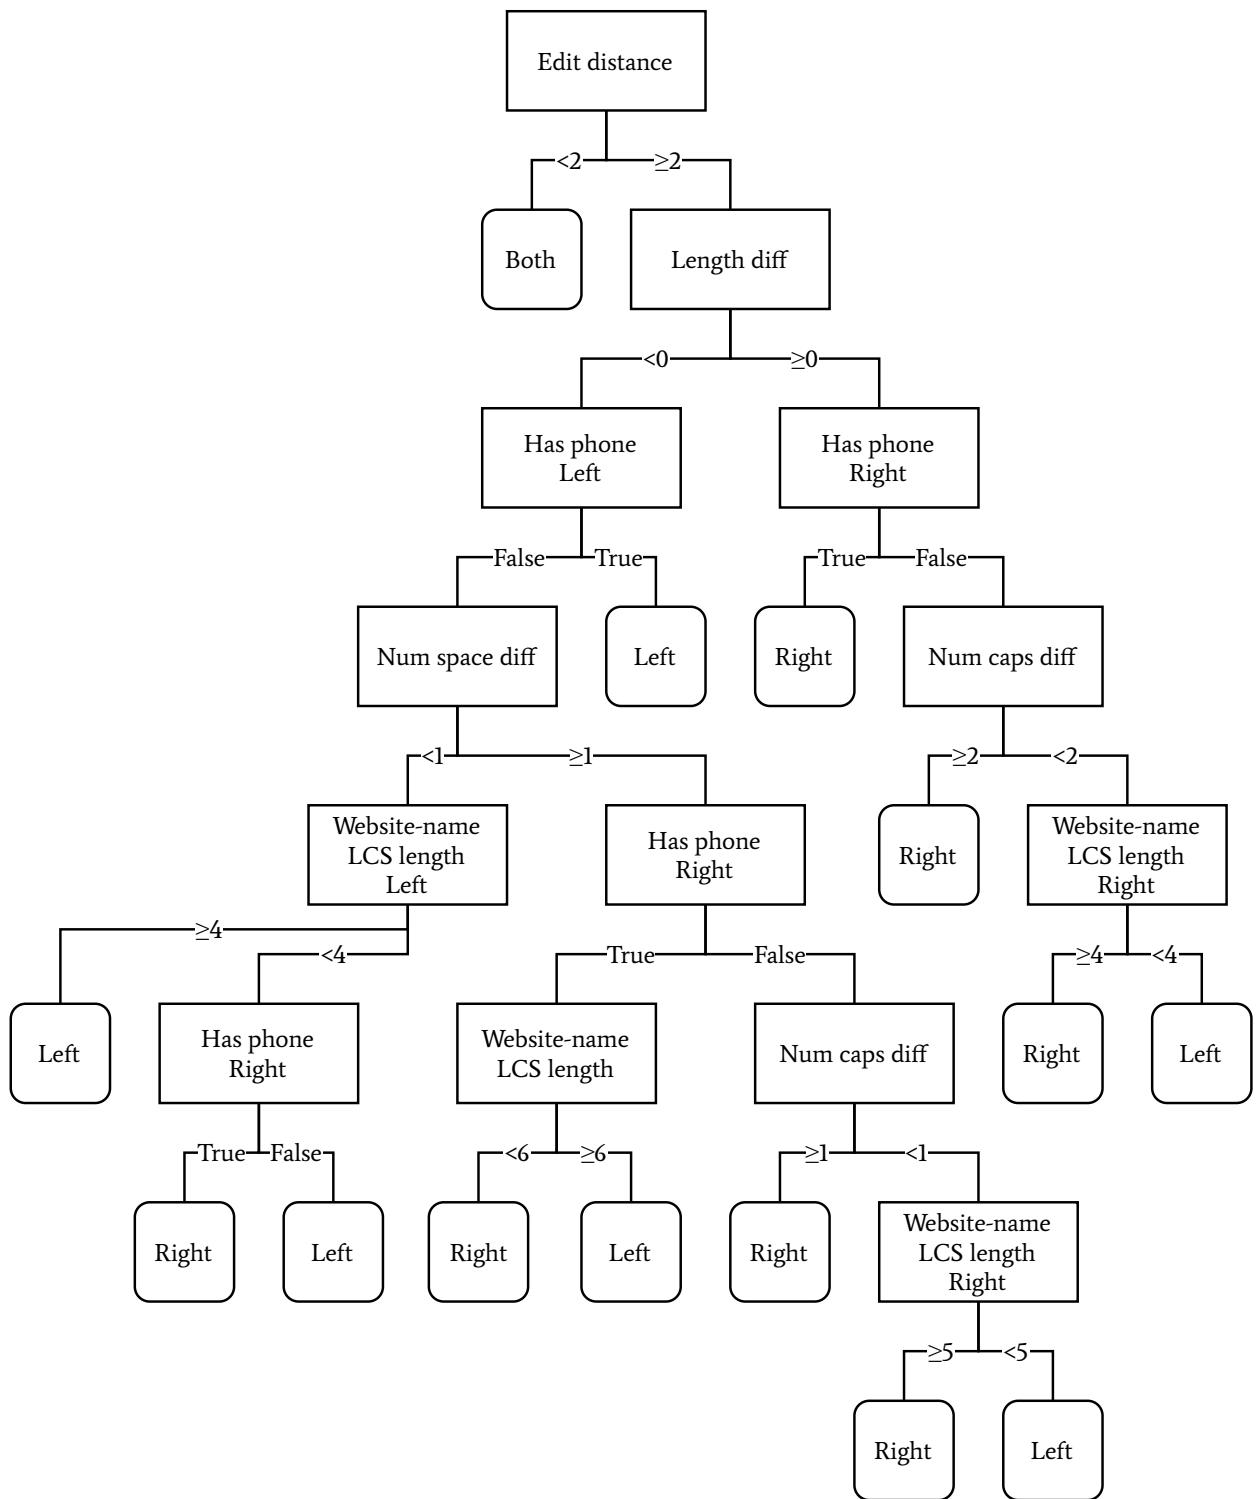 Edit distance
<2
≥2
Both
Length diff
<0
≥0
Has phone
Left
Has phone
Right
False
True
True
False
Num space diff
Left
Right
Num caps diff
<1
≥1
≥2
<2
Website-name
LCS length
Left
Has phone
Right
Right
Website-name
LCS length
Right
≥4
<4
True
False
≥4
<4
Left
Has phone
Right
Website-name
LCS length
Num caps diff
Right
Left
True
False
<6
≥6
≥1
<1
Right
Left
Right
Left
Right
Website-name
LCS length
Right
≥5
<5
Right
Left